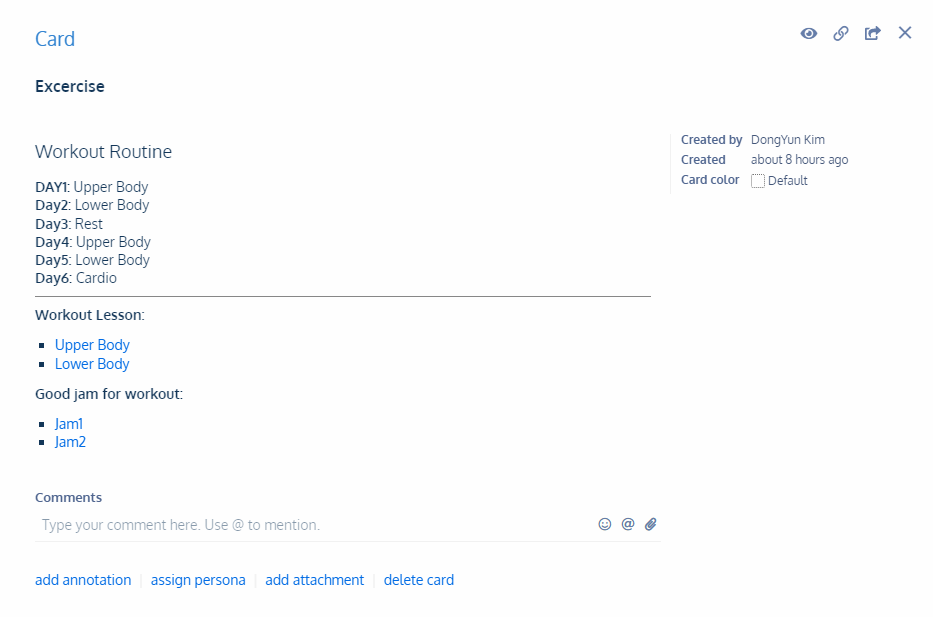 Card
Excercise
Workout Routine
DAY1: Upper Body
Day2: Lower Body
Day3: Rest
Day4: Upper Body
Day5: Lower Body
Day6: Cardio
Workout Lesson:
Upper Body
Lower Body
Good jam for workout:
Jam1
Jam2
Created by DongYun Kim
Created about 8 hours ago
Card color Default
Comments
Type your comment here. Use @ to mention. @
add annotation | assign persona | add attachment | delete card